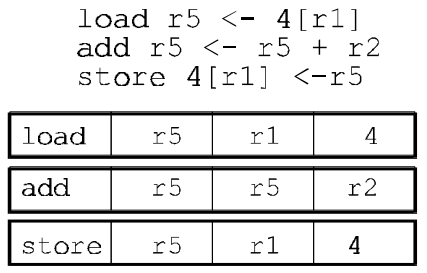 load r5 <- 4[r1]
add r5 <- r5 + r2
store 4[r1] <-r5
load r5 r1 4
add r5 r5 r2
store r5 r1 4